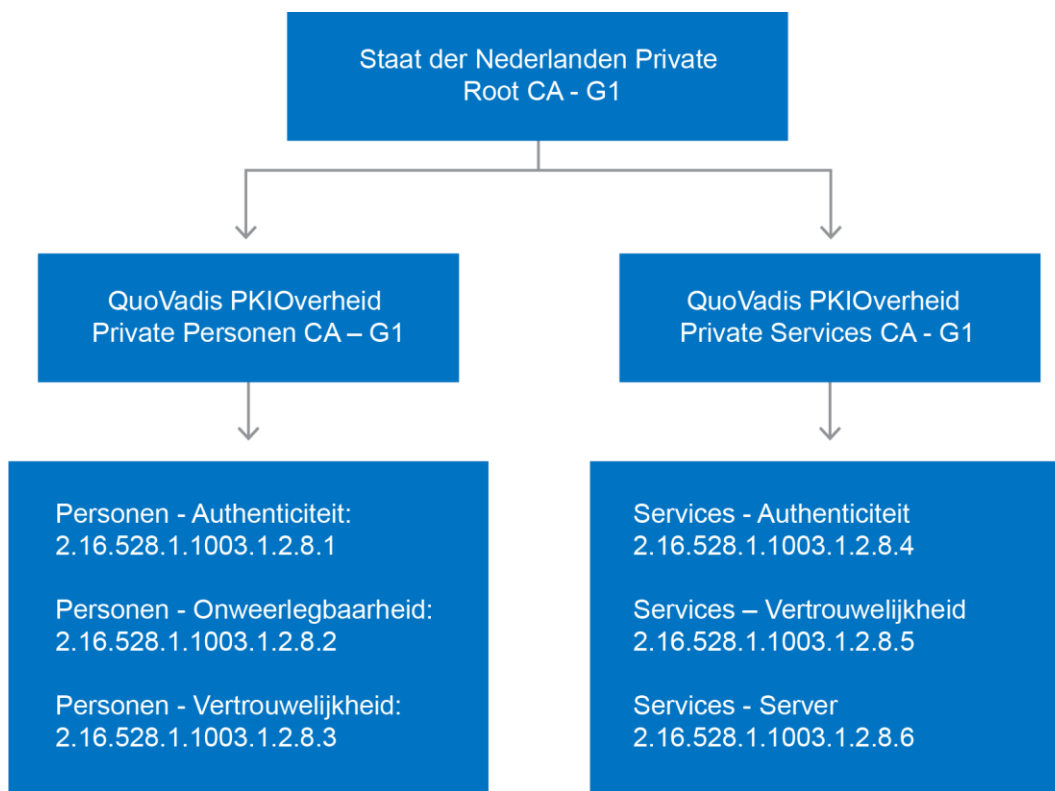 Staat der Nederlanden Private
Root CA - G1
QuoVadis PKIOverheid
Private Personen CA – G1
QuoVadis PKIOverheid
Private Services CA - G1
Personen - Authenticiteit:
2.16.528.1.1003.1.2.8.1
Personen - Onweerlegbaarheid:
2.16.528.1.1003.1.2.8.2
Personen - Vertrouwelijkheid:
2.16.528.1.1003.1.2.8.3
Services - Authenticiteit
2.16.528.1.1003.1.2.8.4
Services – Vertrouwelijkheid
2.16.528.1.1003.1.2.8.5
Services - Server
2.16.528.1.1003.1.2.8.6